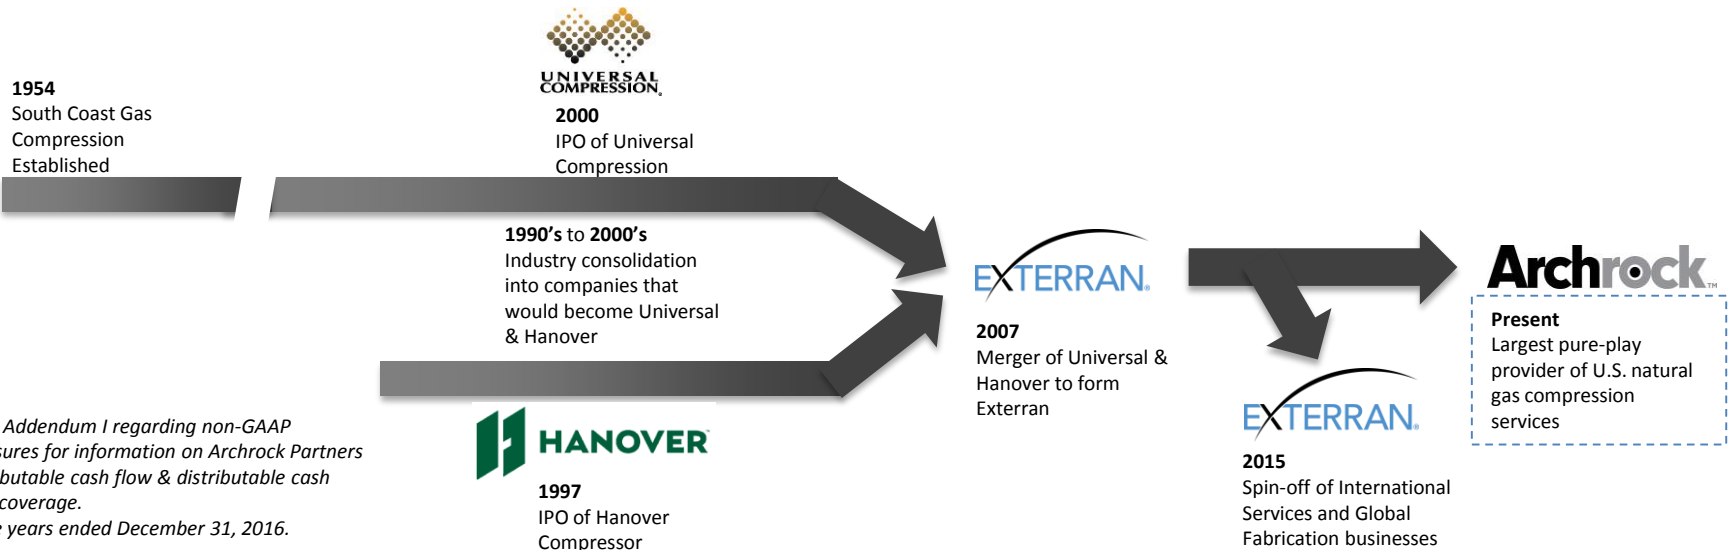 1954
South Coast Gas
Compression
Established
UNIVERSAL
COMPRESSION®
2000
IPO of Universal
Compression
1990's to 2000's
Industry consolidation
into companies that
would become Universal
& Hanover
HANOVER
1997
IPO of Hanover
Compressor
EXTERRAN®
2007
Merger of Universal &
Hanover to form
Exterran
EXTERRAN®
2015
Spin-off of International
Services and Global
Fabrication businesses
Archrock™
Present
Largest pure-play
provider of U.S. natural
gas compression
services
Addendum I regarding non-GAAP
sures for information on Archrock Partners
butable cash flow & distributable cash
coverage.
e years ended December 31, 2016.